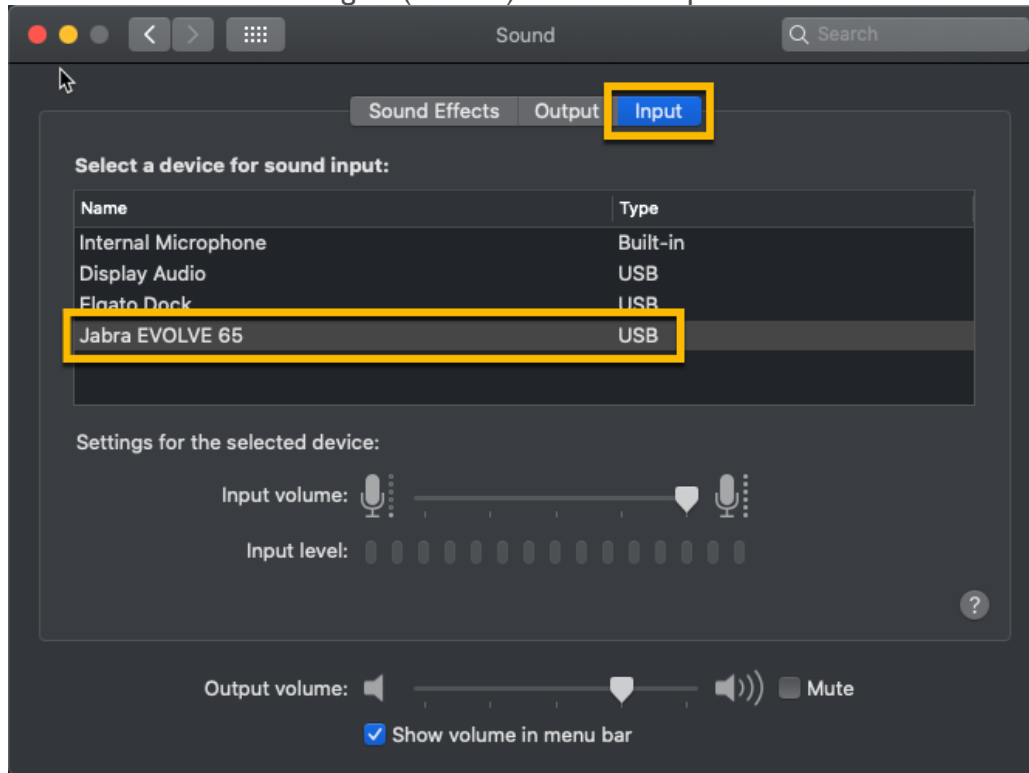 Sound
Search
Sound Effects Output Input
Select a device for sound input:
Name Type
Internal Microphone Built-in
Display Audio USB
Elgato Dock USB
Jabra EVOLVE 65 USB
Settings for the selected device:
Input volume:
Input level:
?
Output volume: Mute
Show volume in menu bar